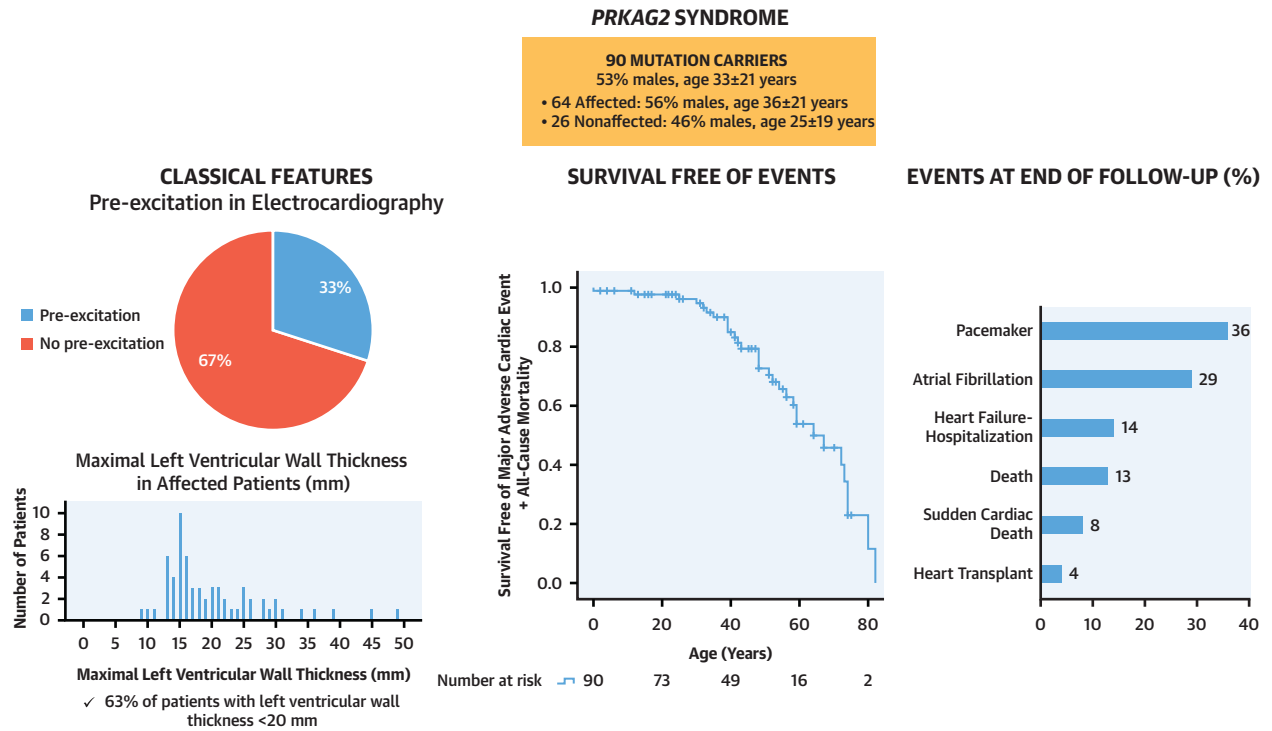 PRKAG2 SYNDROME
90 MUTATION CARRIERS
53% males, age 33±21 years
• 64 Affected: 56% males, age 36±21 years
• 26 Nonaffected: 46% males, age 25±19 years
CLASSICAL FEATURES
Pre-excitation in Electrocardiography
33%
67%
Pre-excitation
No pre-excitation
Maximal Left Ventricular Wall Thickness
in Affected Patients (mm)
Number of Patients
10
8
6
4
2
0
0 5 10 15 20 25 30 35 40 45 50
Maximal Left Ventricular Wall Thickness (mm)
✓ 63% of patients with left ventricular wall
thickness <20 mm
SURVIVAL FREE OF EVENTS
Survival Free of Major Adverse Cardiac Event
+ All-Cause Mortality
1.0
0.8
0.6
0.4
0.2
0.0
0 20 40 60 80
Age (Years)
Number at risk 90 73 49 16 2
EVENTS AT END OF FOLLOW-UP (%)
Pacemaker 36
Atrial Fibrillation 29
Heart Failure-
Hospitalization 14
Death 13
Sudden Cardiac
Death 8
Heart Transplant 4
0 10 20 30 40